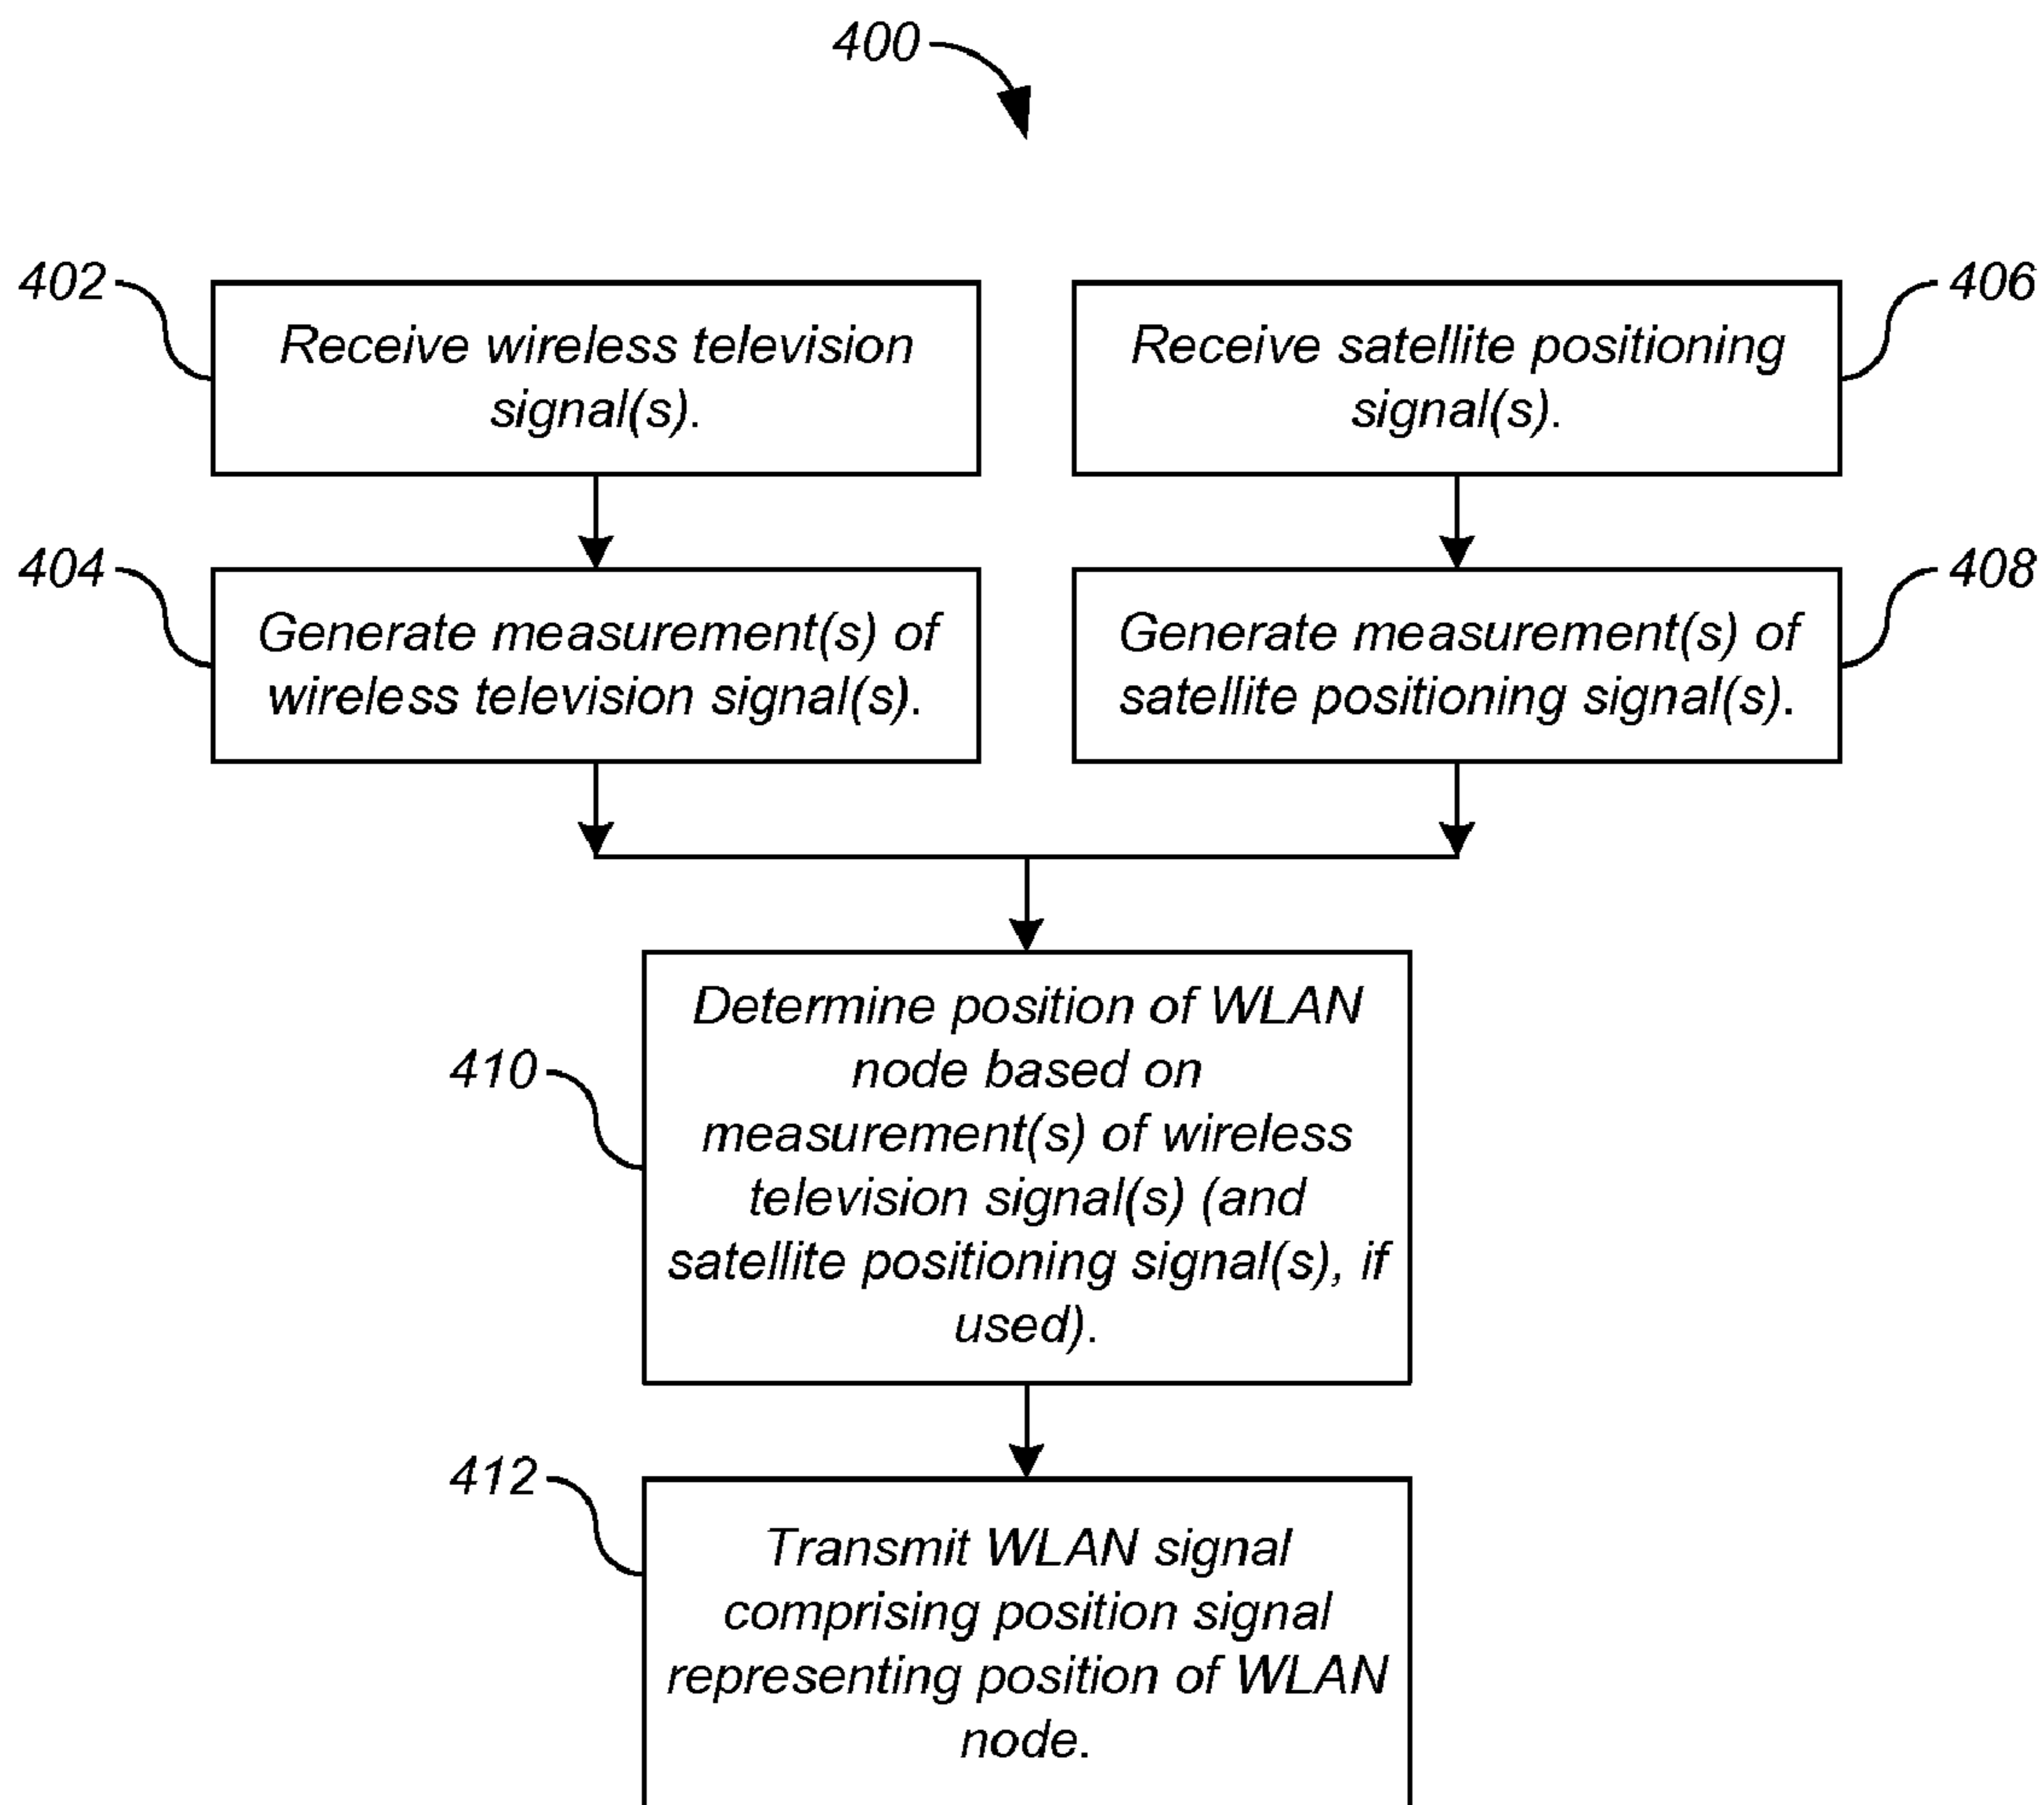 400
402
Receive wireless television
signal(s).
406
Receive satellite positioning
signal(s).
404
Generate measurement(s) of
wireless television signal(s).
408
Generate measurement(s) of
satellite positioning signal(s).
410
Determine position of WLAN
node based on
measurement(s) of wireless
television signal(s) (and
satellite positioning signal(s), if
used).
412
Transmit WLAN signal
comprising position signal
representing position of WLAN
node.